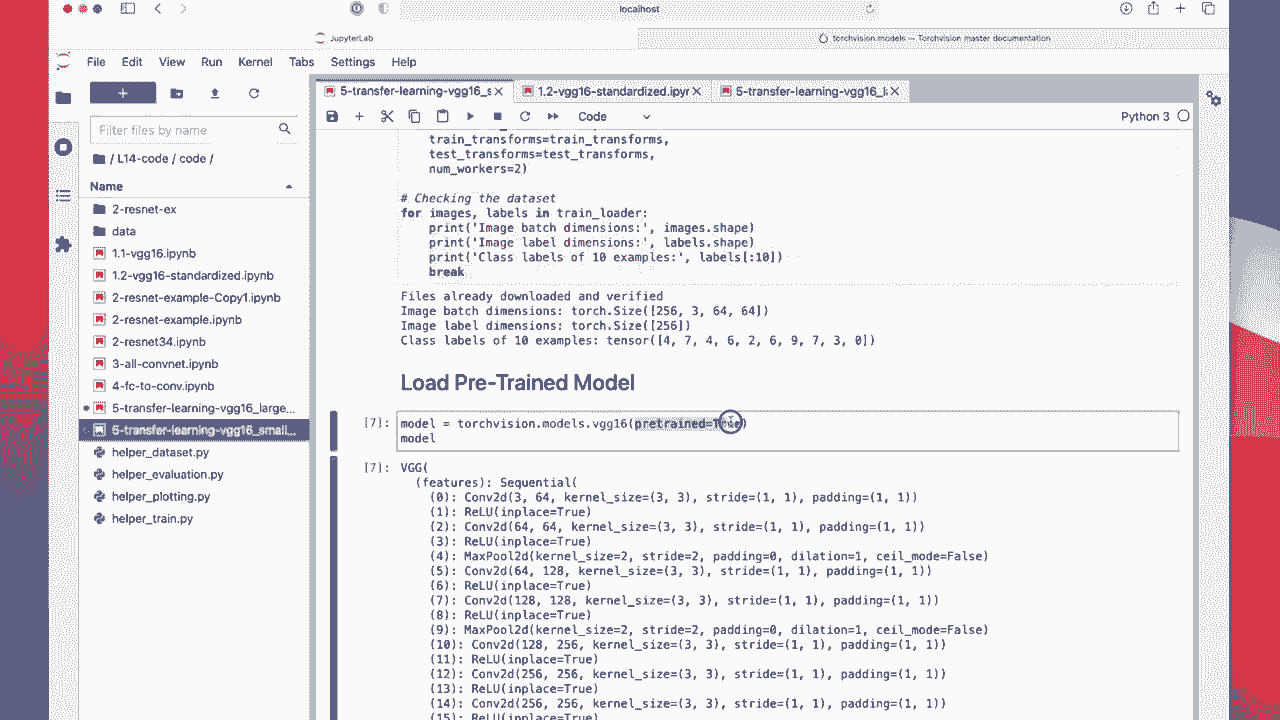 localhost
JupyterLab
torchvision.models — Torchvision master documentation
File Edit View Run Kernel Tabs Settings Help
5-transfer-learning-vgg16_s
1.2-vgg16-standardized.ipyr
5-transfer-learning-vgg16_l
Code
Python 3
Filter files by name
/ L14-code / code /
Name
2-resnet-ex
data
1.1-vgg16.ipynb
1.2-vgg16-standardized.ipynb
2-resnet-example-Copy1.ipynb
2-resnet-example.ipynb
2-resnet34.ipynb
3-all-convnet.ipynb
4-fc-to-conv.ipynb
5-transfer-learning-vgg16_large...
5-transfer-learning-vgg16_small...
helper_dataset.py
helper_evaluation.py
helper_plotting.py
helper_train.py
train_transforms=train_transforms,
test_transforms=test_transforms,
num_workers=2)
# Checking the dataset
for images, labels in train_loader:
print('Image batch dimensions:', images.shape)
print('Image label dimensions:', labels.shape)
print('Class labels of 10 examples:', labels[:10])
break
Files already downloaded and verified
Image batch dimensions: torch.Size([256, 3, 64, 64])
Image label dimensions: torch.Size([256])
Class labels of 10 examples: tensor([4, 7, 4, 6, 2, 6, 9, 7, 3, 0])
Load Pre-Trained Model
[7]: model = torchvision.models.vgg16(pretrained=True)
model
[7]: VGG(
(features): Sequential(
(0): Conv2d(3, 64, kernel_size=(3, 3), stride=(1, 1), padding=(1, 1))
(1): ReLU(inplace=True)
(2): Conv2d(64, 64, kernel_size=(3, 3), stride=(1, 1), padding=(1, 1))
(3): ReLU(inplace=True)
(4): MaxPool2d(kernel_size=2, stride=2, padding=0, dilation=1, ceil_mode=False)
(5): Conv2d(64, 128, kernel_size=(3, 3), stride=(1, 1), padding=(1, 1))
(6): ReLU(inplace=True)
(7): Conv2d(128, 128, kernel_size=(3, 3), stride=(1, 1), padding=(1, 1))
(8): ReLU(inplace=True)
(9): MaxPool2d(kernel_size=2, stride=2, padding=0, dilation=1, ceil_mode=False)
(10): Conv2d(128, 256, kernel_size=(3, 3), stride=(1, 1), padding=(1, 1))
(11): ReLU(inplace=True)
(12): Conv2d(256, 256, kernel_size=(3, 3), stride=(1, 1), padding=(1, 1))
(13): ReLU(inplace=True)
(14): Conv2d(256, 256, kernel_size=(3, 3), stride=(1, 1), padding=(1, 1))
(15): ReLU(inplace=True)